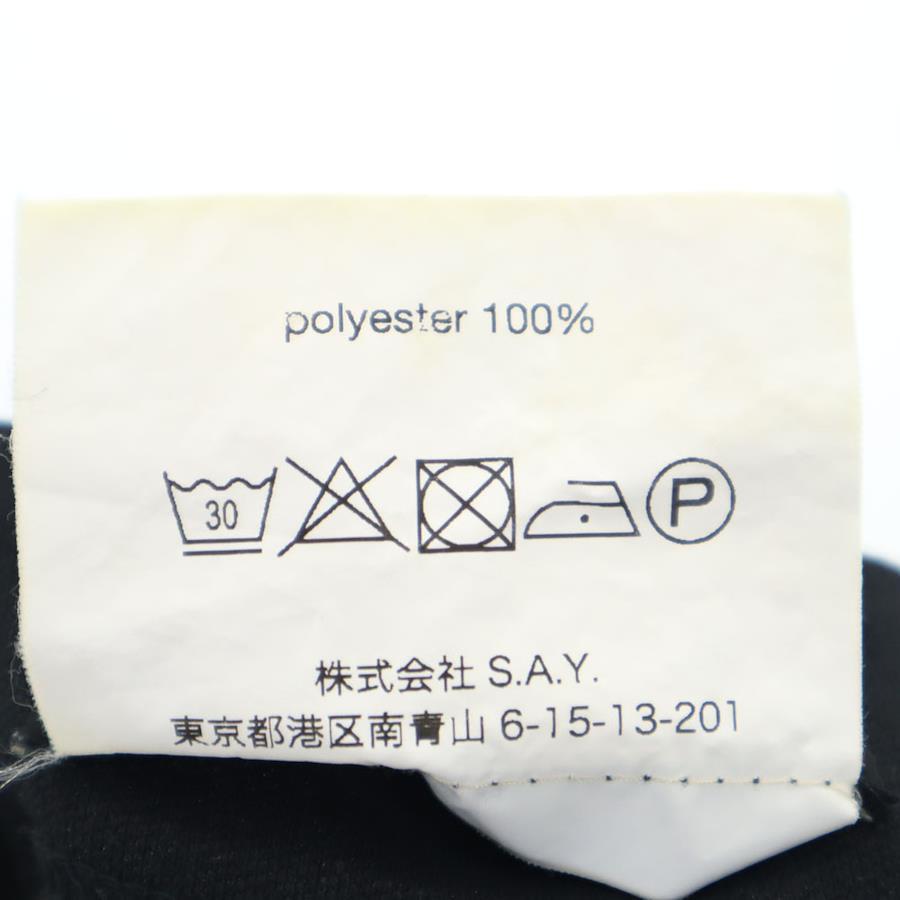 polyester 100%
30 P
株式会社 S.A.Y.
東京都港区南青山 6-15-13-201